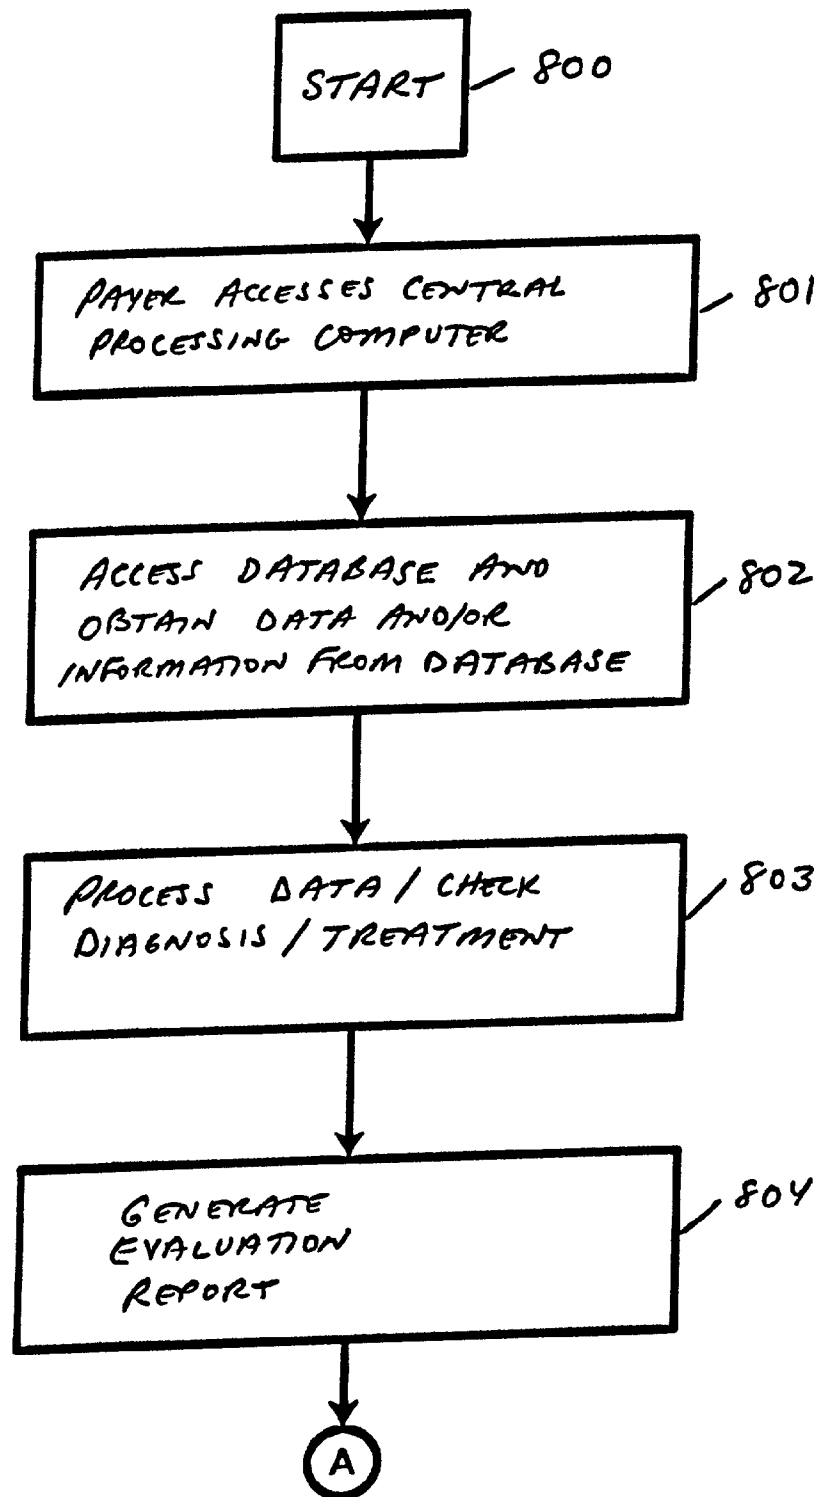 START
800
PAYER ACCESSES CENTRAL
PROCESSING COMPUTER
801
ACCESS DATABASE AND
OBTAIN DATA AND/OR
INFORMATION FROM DATABASE
802
PROCESS DATA / CHECK
DIAGNOSIS / TREATMENT
803
GENERATE
EVALUATION
REPORT
804
A